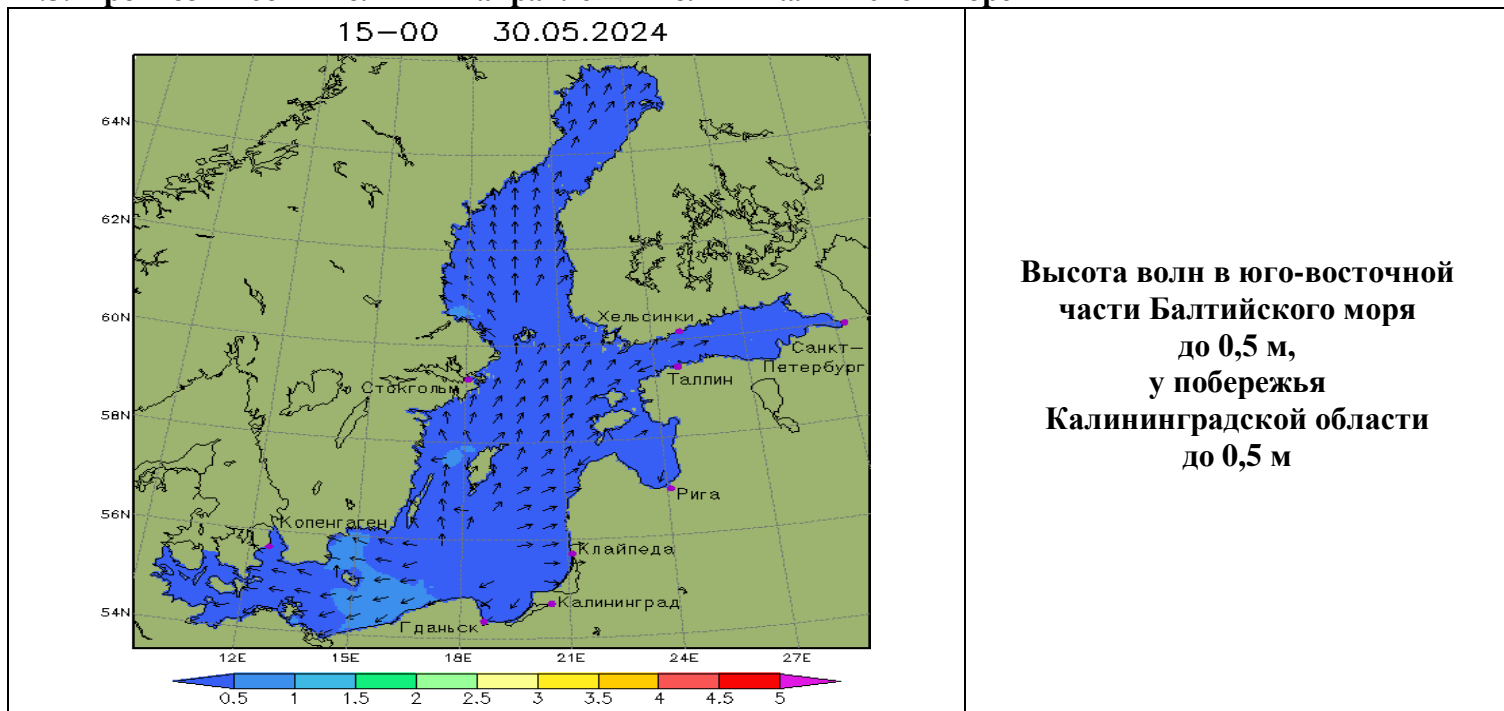 15-00 30.05.2024
64N
62N
60N
58N
56N
54N
Хельсинки
Санкт-
Петербург
Таллин
Стокгольм
Рига
Копенгаген
Клайпеда
Калининград
Гданьск
12E 15E 18E 21E 24E 27E
0.5 1 1.5 2 2.5 3 3.5 4 4.5 5
Высота волн в юго-восточной
части Балтийского моря
до 0,5 м,
у побережья
Калининградской области
до 0,5 м